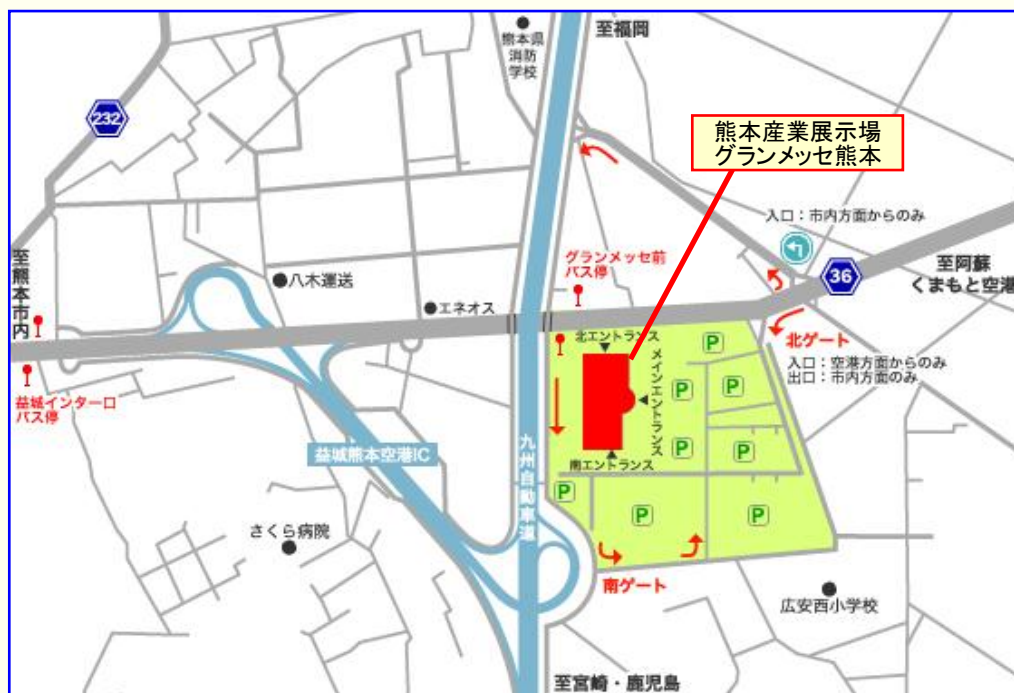 熊本県
消防
学校
至福岡
232
熊本産業展示場
グランメッセ熊本
入口：市内方面からのみ
至熊本市内
八木運送
グランメッセ前
バス停
36
至阿蘇
くまもと空港
エネオス
北ゲート
入口：空港方面からのみ
出口：市内方面のみ
北エントランス
メインエントランス
南エントランス
P
P
P
P
P
P
P
P
益城インター口
バス停
益城熊本空港IC
九州自動車道
さくら病院
南ゲート
広安西小学校
至宮崎・鹿児島